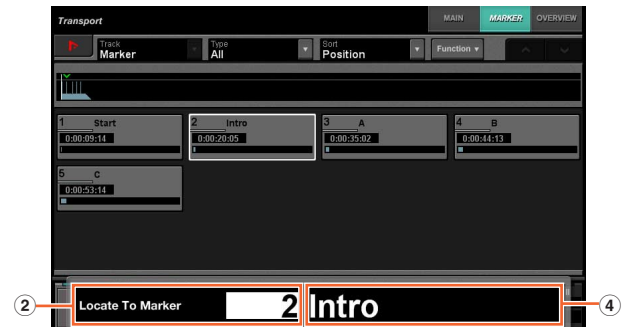 Transport MAIN MARKER OVERVIEW
Track Type Sort
Marker All Position Function
1 Start 2 Intro 3 A 4 B
0:00:09:14 0:00:20:05 0:00:35:02 0:00:44:13
5 C
0:00:53:14
② Locate To Marker 2 Intro ④